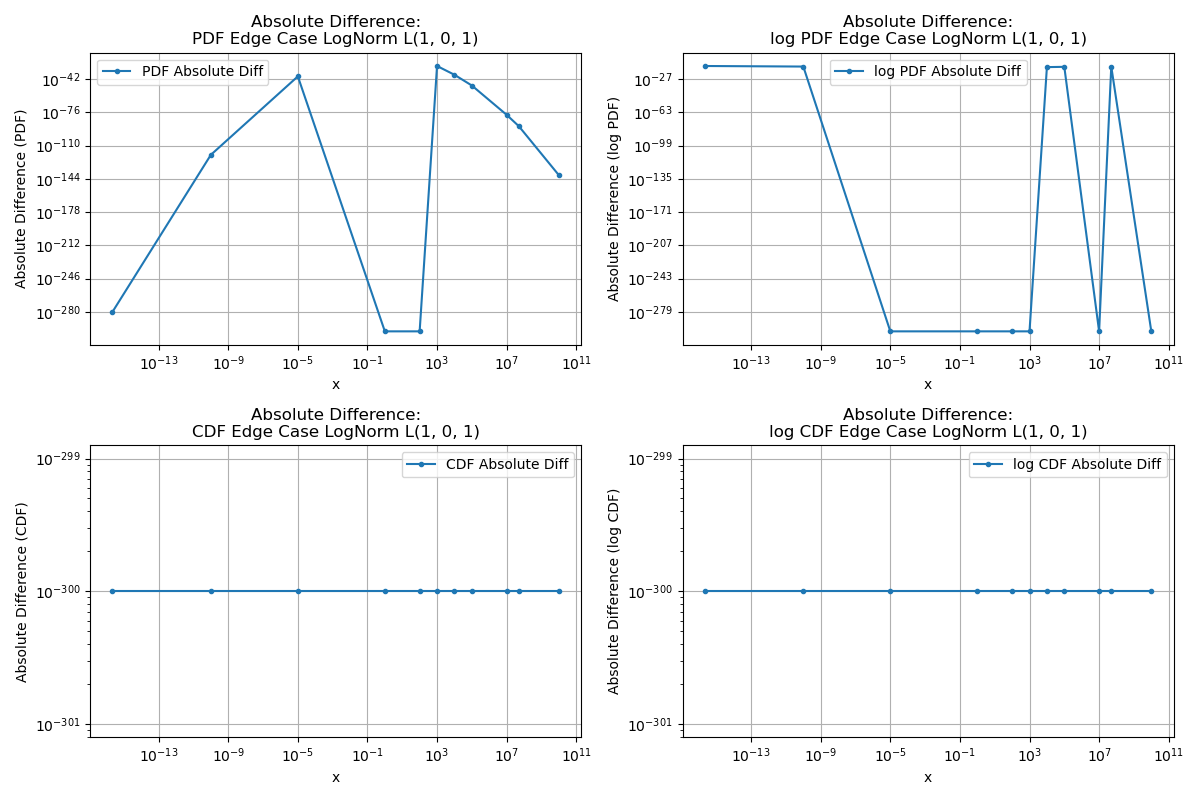 Absolute Difference:
PDF Edge Case LogNorm L(1, 0, 1)
PDF Absolute Diff
Absolute Difference (PDF)
10^-42
10^-76
10^-110
10^-144
10^-178
10^-212
10^-246
10^-280
10^-13
10^-9
10^-5
10^-1
10^3
10^7
10^11
x
Absolute Difference:
log PDF Edge Case LogNorm L(1, 0, 1)
log PDF Absolute Diff
Absolute Difference (log PDF)
10^-27
10^-63
10^-99
10^-135
10^-171
10^-207
10^-243
10^-279
10^-13
10^-9
10^-5
10^-1
10^3
10^7
10^11
x
Absolute Difference:
CDF Edge Case LogNorm L(1, 0, 1)
CDF Absolute Diff
Absolute Difference (CDF)
10^-299
10^-300
10^-301
10^-13
10^-9
10^-5
10^-1
10^3
10^7
10^11
x
Absolute Difference:
log CDF Edge Case LogNorm L(1, 0, 1)
log CDF Absolute Diff
Absolute Difference (log CDF)
10^-299
10^-300
10^-301
10^-13
10^-9
10^-5
10^-1
10^3
10^7
10^11
x